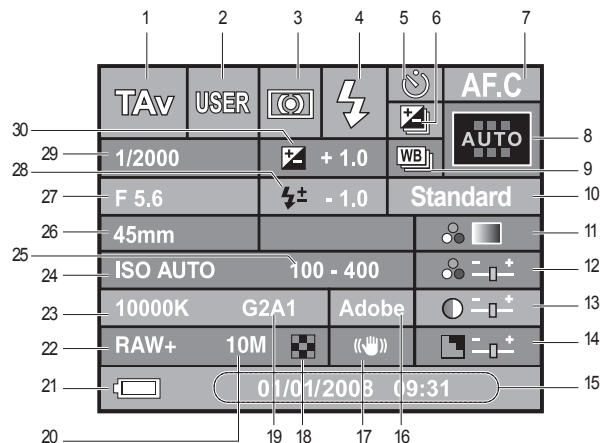 1 2 3 4 5 6 7
TAv USER AF.C
AUTO 8
30
29 1/2000 + 1.0 WB 9
28
27 F 5.6 - 1.0 Standard 10
26 45mm 11
25
24 ISO AUTO 100 - 400 - + 12
23 10000K G2A1 Adobe - + 13
22 RAW+ 10M - + 14
21 01/01/2008 09:31 15
20 19 18 17 16